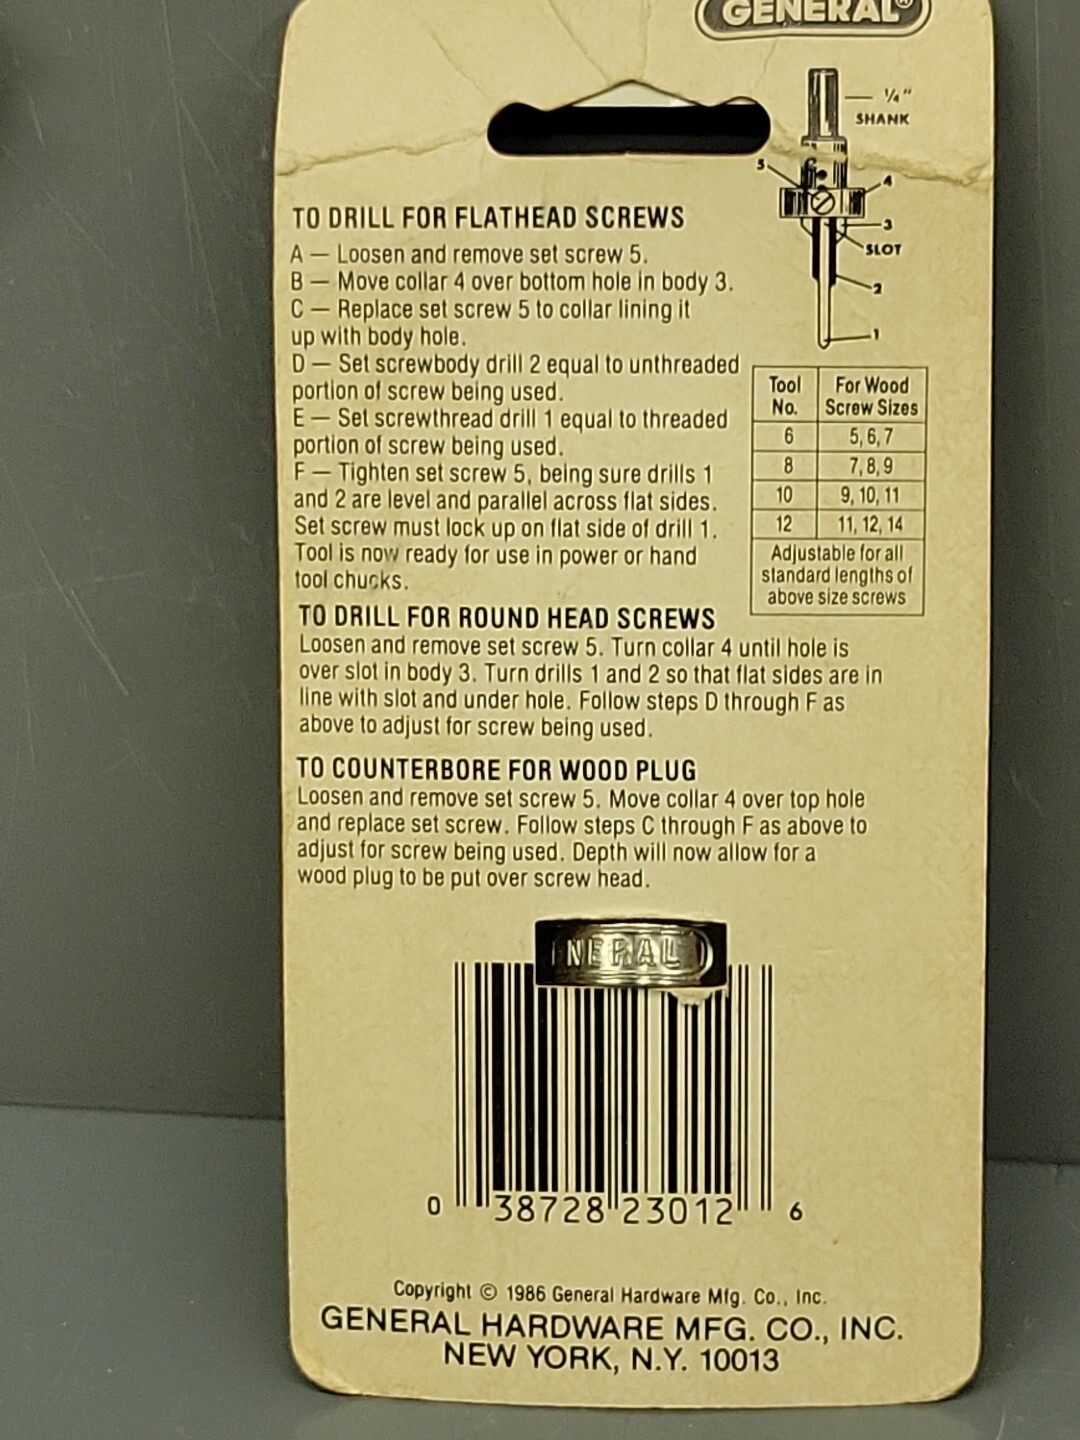 GENERAL®
1/4"
SHANK
5
4
3
SLOT
2
1
TO DRILL FOR FLATHEAD SCREWS
A — Loosen and remove set screw 5.
B — Move collar 4 over bottom hole in body 3.
C — Replace set screw 5 to collar lining it
up with body hole.
D — Set screwbody drill 2 equal to unthreaded
portion of screw being used.
E — Set screwthread drill 1 equal to threaded
portion of screw being used.
F — Tighten set screw 5, being sure drills 1
and 2 are level and parallel across flat sides.
Set screw must lock up on flat side of drill 1.
Tool is now ready for use in power or hand
tool chucks.
Tool No. For Wood Screw Sizes
6 5, 6, 7
8 7, 8, 9
10 9, 10, 11
12 11, 12, 14
Adjustable for all
standard lengths of
above size screws
TO DRILL FOR ROUND HEAD SCREWS
Loosen and remove set screw 5. Turn collar 4 until hole is
over slot in body 3. Turn drills 1 and 2 so that flat sides are in
line with slot and under hole. Follow steps D through F as
above to adjust for screw being used.
TO COUNTERBORE FOR WOOD PLUG
Loosen and remove set screw 5. Move collar 4 over top hole
and replace set screw. Follow steps C through F as above to
adjust for screw being used. Depth will now allow for a
wood plug to be put over screw head.
NERAL
0 38728 23012 6
Copyright © 1986 General Hardware Mfg. Co., Inc.
GENERAL HARDWARE MFG. CO., INC.
NEW YORK, N.Y. 10013